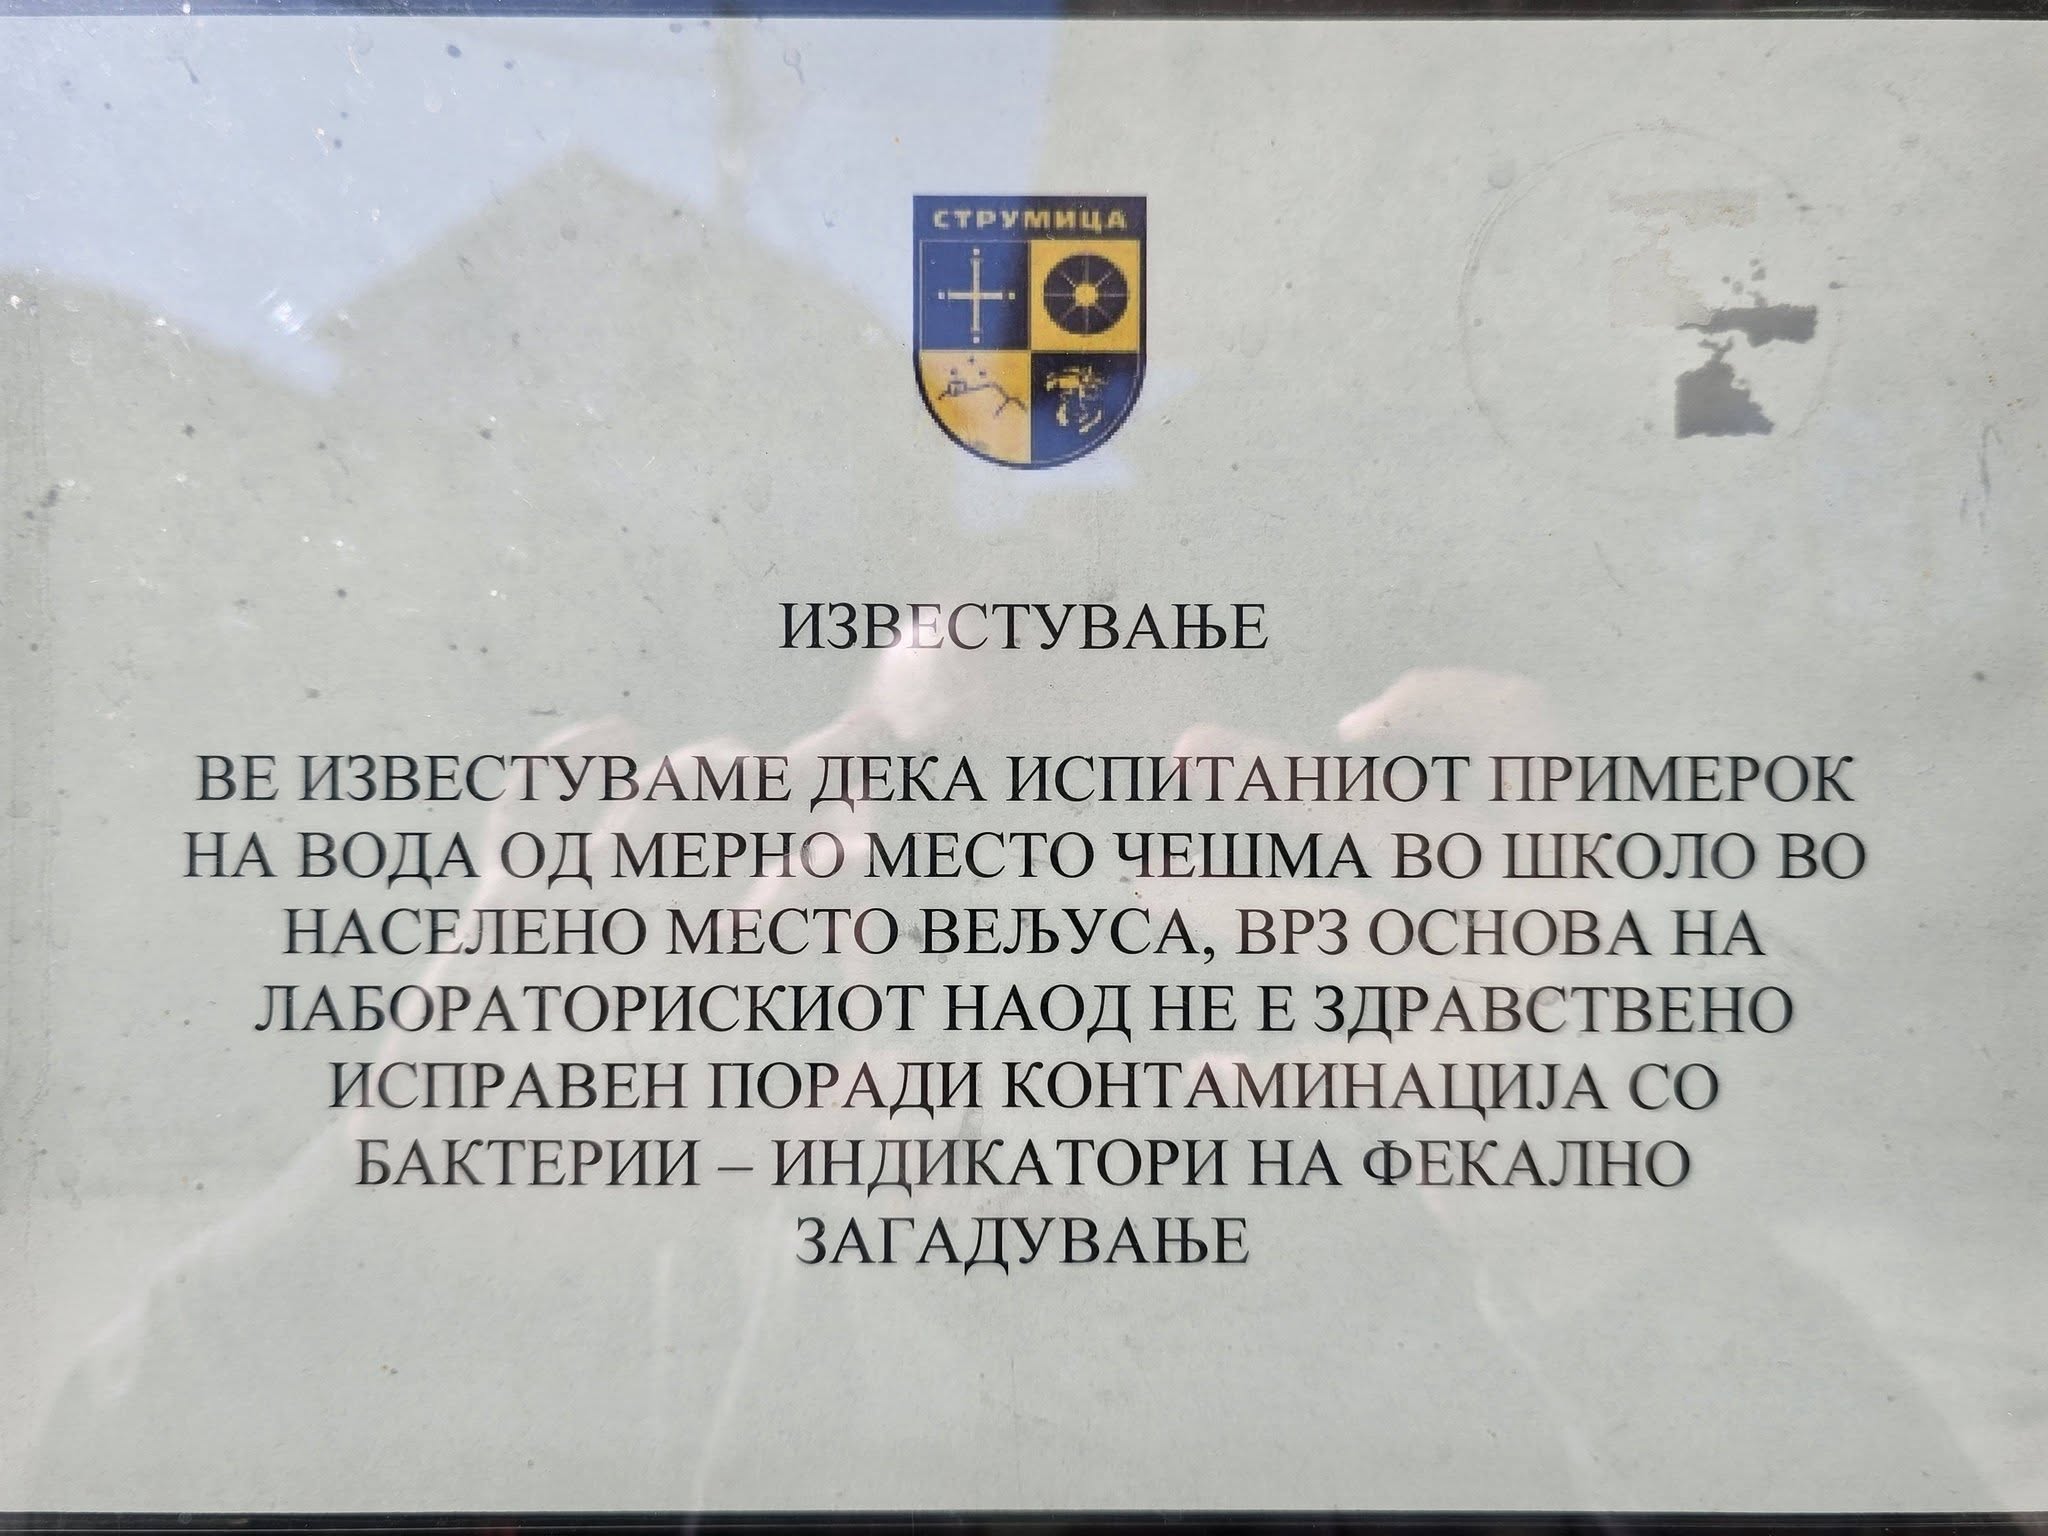 СТРУМИЦА
ИЗВЕСТУВАЊЕ
ВЕ ИЗВЕСТУВАМЕ ДЕКА ИСПИТАНИОТ ПРИМЕРОК
НА ВОДА ОД МЕРНО МЕСТО ЧЕШМА ВО ШКОЛО ВО
НАСЕЛЕНО МЕСТО ВЕЉУСА, ВРЗ ОСНОВА НА
ЛАБОРАТОРИСКИОТ НАОД НЕ Е ЗДРАВСТВЕНО
ИСПРАВЕН ПОРАДИ КОНТАМИНАЦИЈА СО
БАКТЕРИИ – ИНДИКАТОРИ НА ФЕКАЛНО
ЗАГАДУВАЊЕ